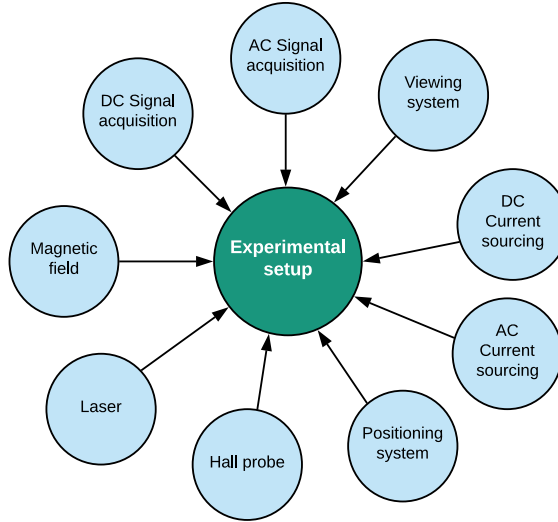 AC Signal
acquisition
Viewing
system
DC Signal
acquisition
DC
Current
sourcing
Experimental
setup
Magnetic
field
AC
Current
sourcing
Laser
Positioning
system
Hall probe